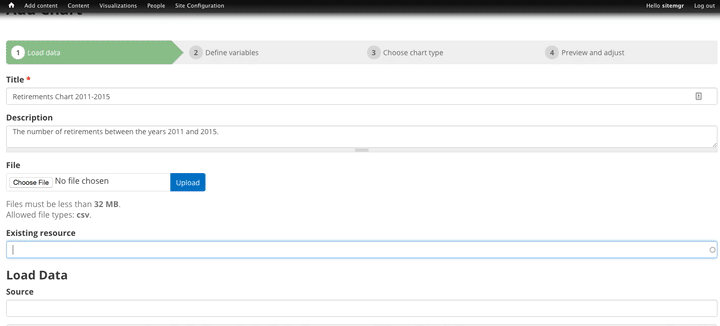 Add content Content Visualizations People Site Configuration Hello sitemgr Log out
Add Chart
1 Load data 2 Define variables 3 Choose chart type 4 Preview and adjust
Title *
Retirements Chart 2011-2015
Description
The number of retirements between the years 2011 and 2015.
File
Choose File No file chosen Upload
Files must be less than 32 MB.
Allowed file types: csv.
Existing resource
Load Data
Source